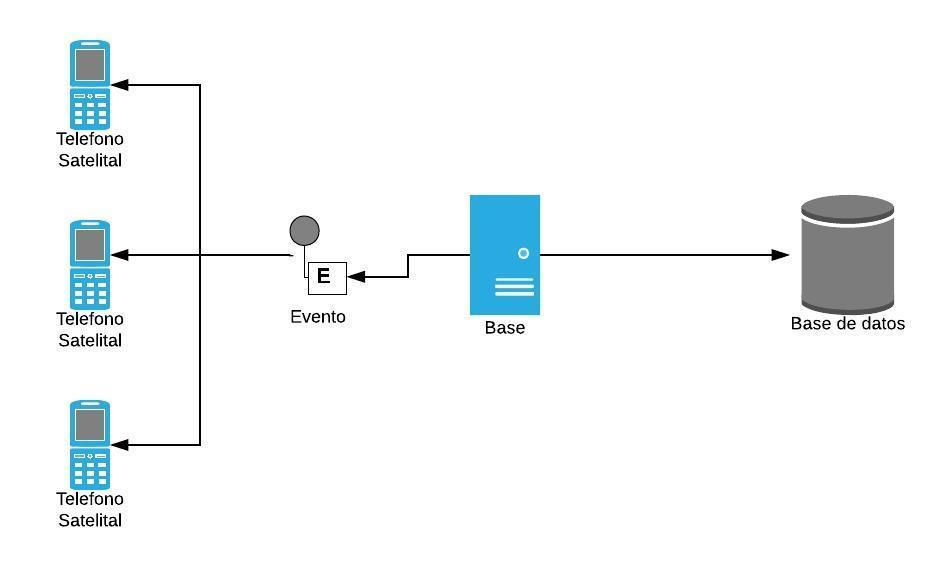 Telefono
Satelital
Telefono
Satelital
E
Evento
Base
Base de datos
Telefono
Satelital